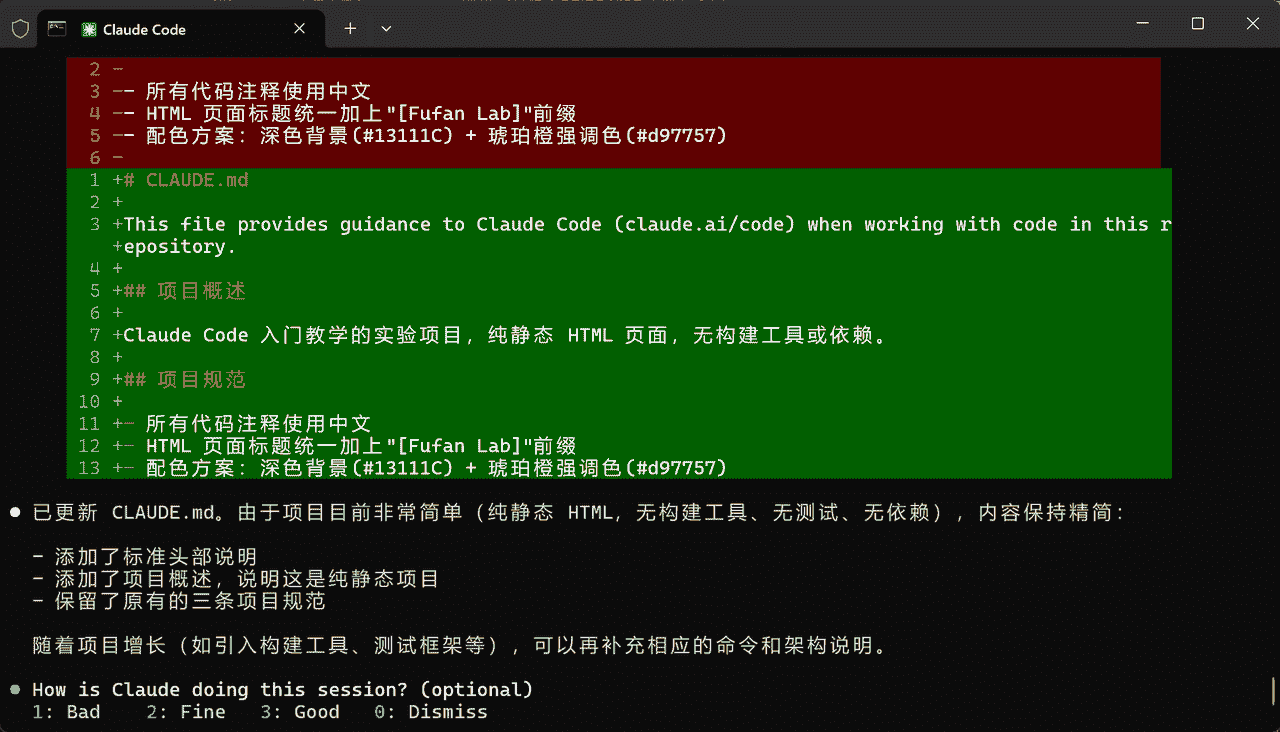 Claude Code
2 -
3 -- 所有代码注释使用中文
4 -- HTML 页面标题统一加上"[Fufan Lab]"前缀
5 -- 配色方案：深色背景(#13111C) + 琥珀橙强调色(#d97757)
6 -
1 +# CLAUDE.md
2 +
3 +This file provides guidance to Claude Code (claude.ai/code) when working with code in this r
+epository.
4 +
5 +## 项目概述
6 +
7 +Claude Code 入门教学的实验项目，纯静态 HTML 页面，无构建工具或依赖。
8 +
9 +## 项目规范
10 +
11 +- 所有代码注释使用中文
12 +- HTML 页面标题统一加上"[Fufan Lab]"前缀
13 +- 配色方案：深色背景(#13111C) + 琥珀橙强调色(#d97757)
● 已更新 CLAUDE.md。由于项目目前非常简单（纯静态 HTML，无构建工具、无测试、无依赖），内容保持精简：
- 添加了标准头部说明
- 添加了项目概述，说明这是纯静态项目
- 保留了原有的三条项目规范
随着项目增长（如引入构建工具、测试框架等），可以再补充相应的命令和架构说明。
● How is Claude doing this session? (optional)
1: Bad 2: Fine 3: Good 0: Dismiss